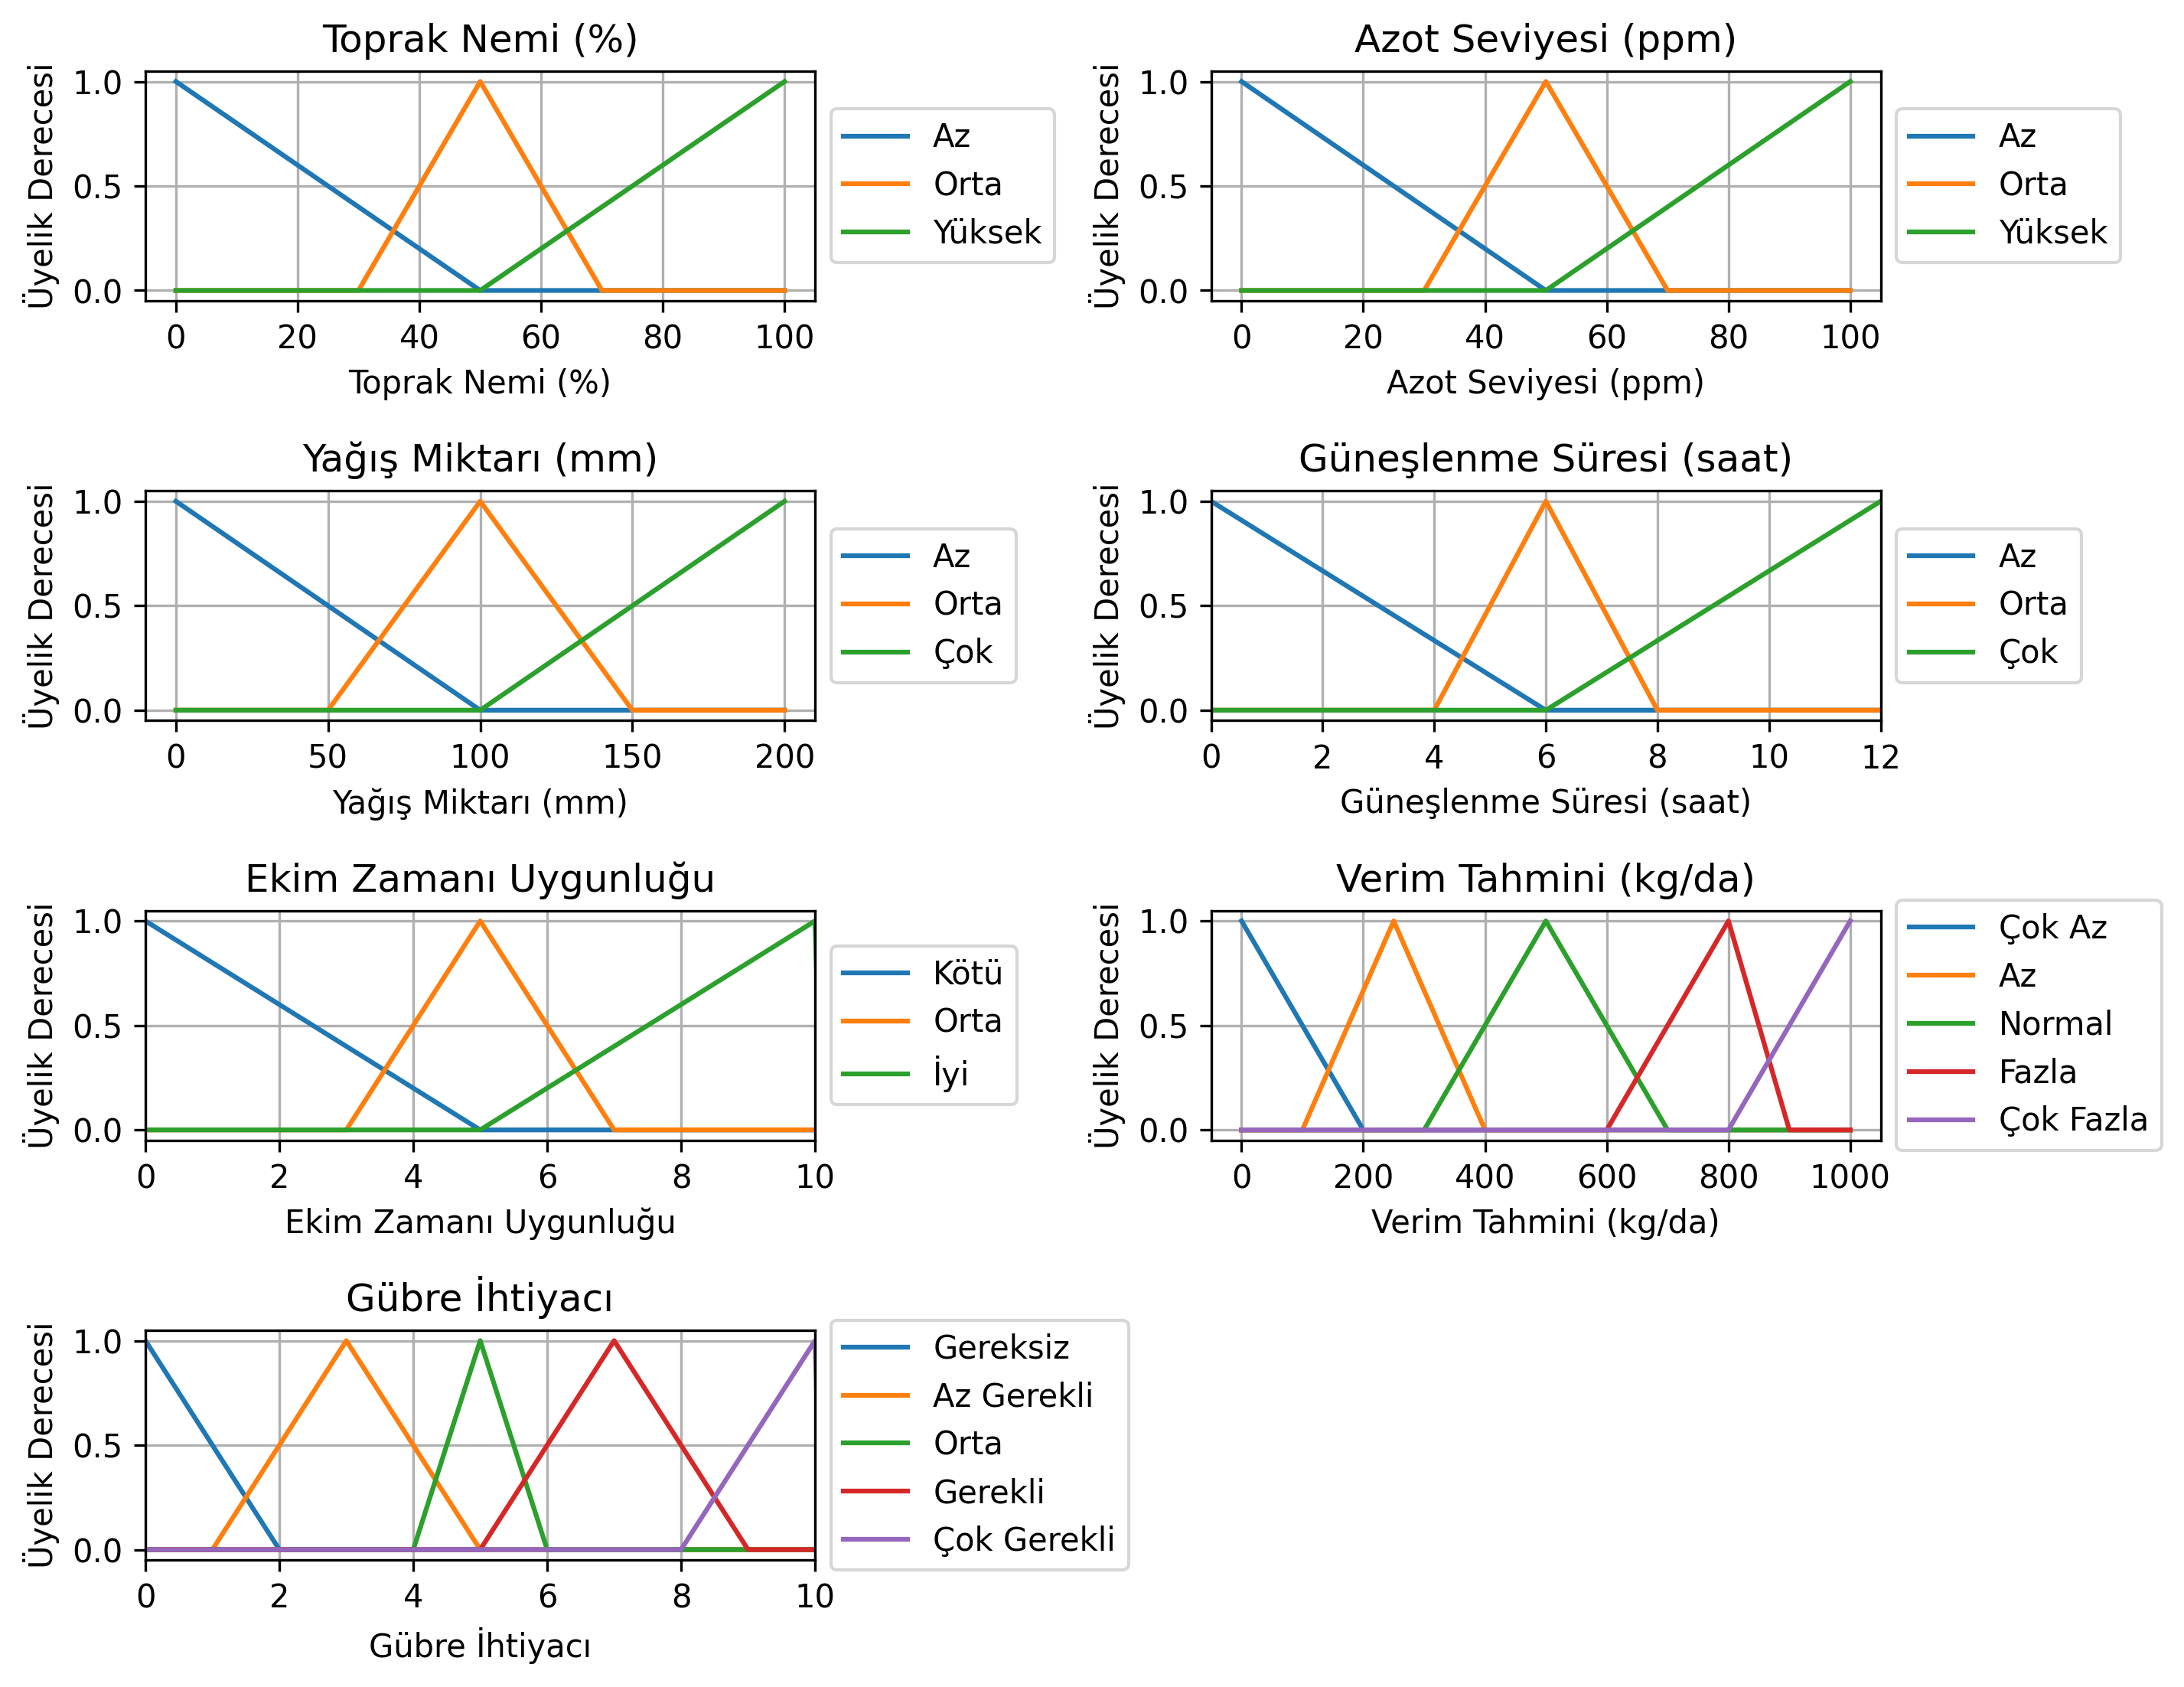 Toprak Nemi (%)
Üyelik Derecesi
1.0
0.5
0.0
0 20 40 60 80 100
Toprak Nemi (%)
Az
Orta
Yüksek
Azot Seviyesi (ppm)
Üyelik Derecesi
1.0
0.5
0.0
0 20 40 60 80 100
Azot Seviyesi (ppm)
Az
Orta
Yüksek
Yağış Miktarı (mm)
Üyelik Derecesi
1.0
0.5
0.0
0 50 100 150 200
Yağış Miktarı (mm)
Az
Orta
Çok
Güneşlenme Süresi (saat)
Üyelik Derecesi
1.0
0.5
0.0
0 2 4 6 8 10 12
Güneşlenme Süresi (saat)
Az
Orta
Çok
Ekim Zamanı Uygunluğu
Üyelik Derecesi
1.0
0.5
0.0
0 2 4 6 8 10
Ekim Zamanı Uygunluğu
Kötü
Orta
İyi
Verim Tahmini (kg/da)
Üyelik Derecesi
1.0
0.5
0.0
0 200 400 600 800 1000
Verim Tahmini (kg/da)
Çok Az
Az
Normal
Fazla
Çok Fazla
Gübre İhtiyacı
Üyelik Derecesi
1.0
0.5
0.0
0 2 4 6 8 10
Gübre İhtiyacı
Gereksiz
Az Gerekli
Orta
Gerekli
Çok Gerekli